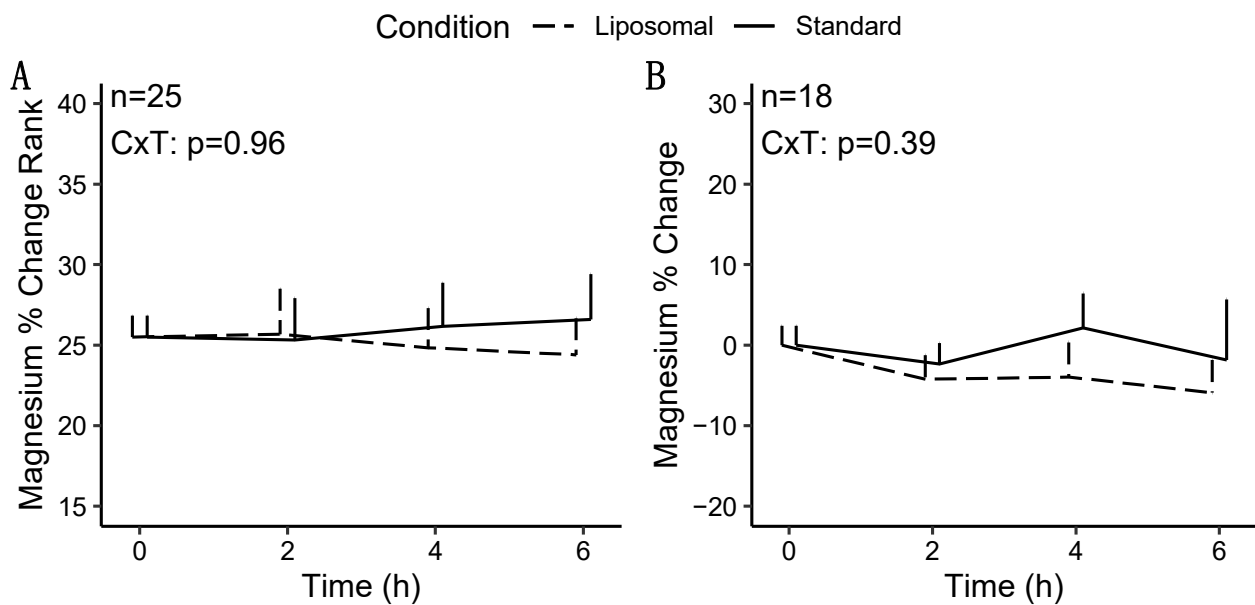 Condition Liposomal Standard
A
n=25
CxT: p=0.96
Magnesium % Change Rank
40
35
30
25
20
15
0 2 4 6
Time (h)
B
n=18
CxT: p=0.39
Magnesium % Change
30
20
10
0
−10
−20
0 2 4 6
Time (h)